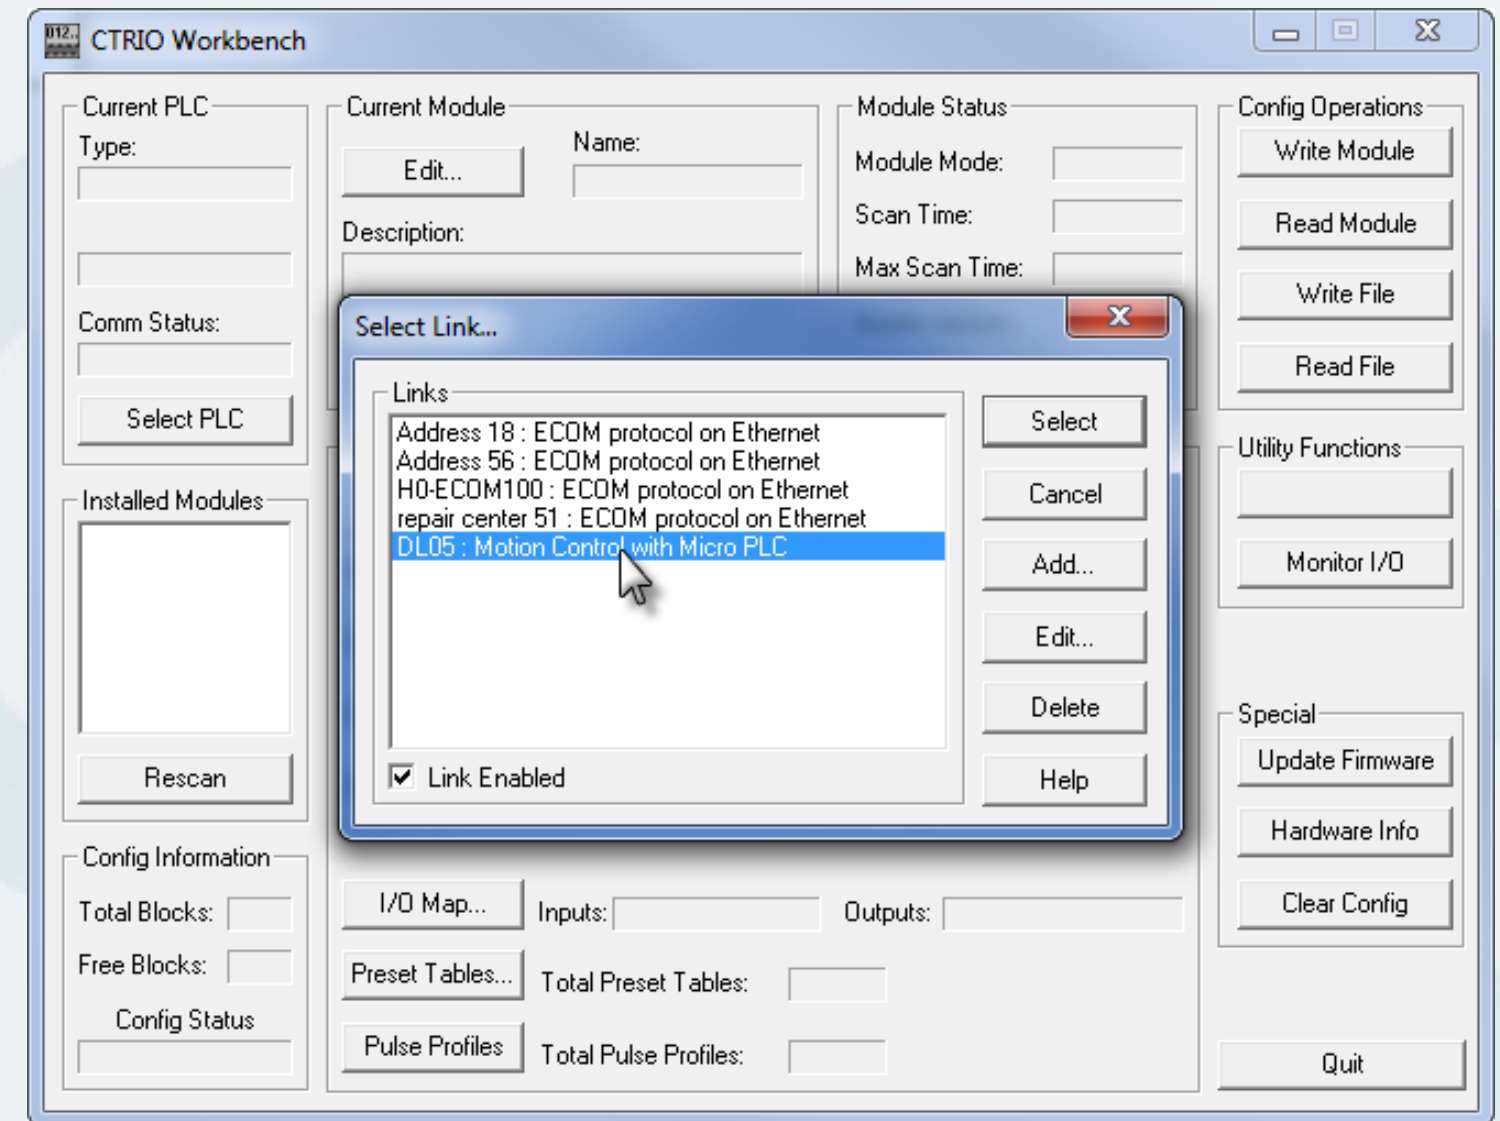 012..
CTRIO Workbench
Current PLC
Type:
Comm Status:
Select PLC
Installed Modules
Rescan
Config Information
Total Blocks:
Free Blocks:
Config Status
Current Module
Edit...
Name:
Description:
Module Status
Module Mode:
Scan Time:
Max Scan Time:
Select Link...
Links
Address 18 : ECOM protocol on Ethernet
Address 56 : ECOM protocol on Ethernet
H0-ECOM100 : ECOM protocol on Ethernet
repair center 51 : ECOM protocol on Ethernet
DL05 : Motion Control with Micro PLC
Link Enabled
Select
Cancel
Add...
Edit...
Delete
Help
I/O Map...
Inputs:
Outputs:
Preset Tables...
Total Preset Tables:
Pulse Profiles
Total Pulse Profiles:
Config Operations
Write Module
Read Module
Write File
Read File
Utility Functions
Monitor I/O
Special
Update Firmware
Hardware Info
Clear Config
Quit